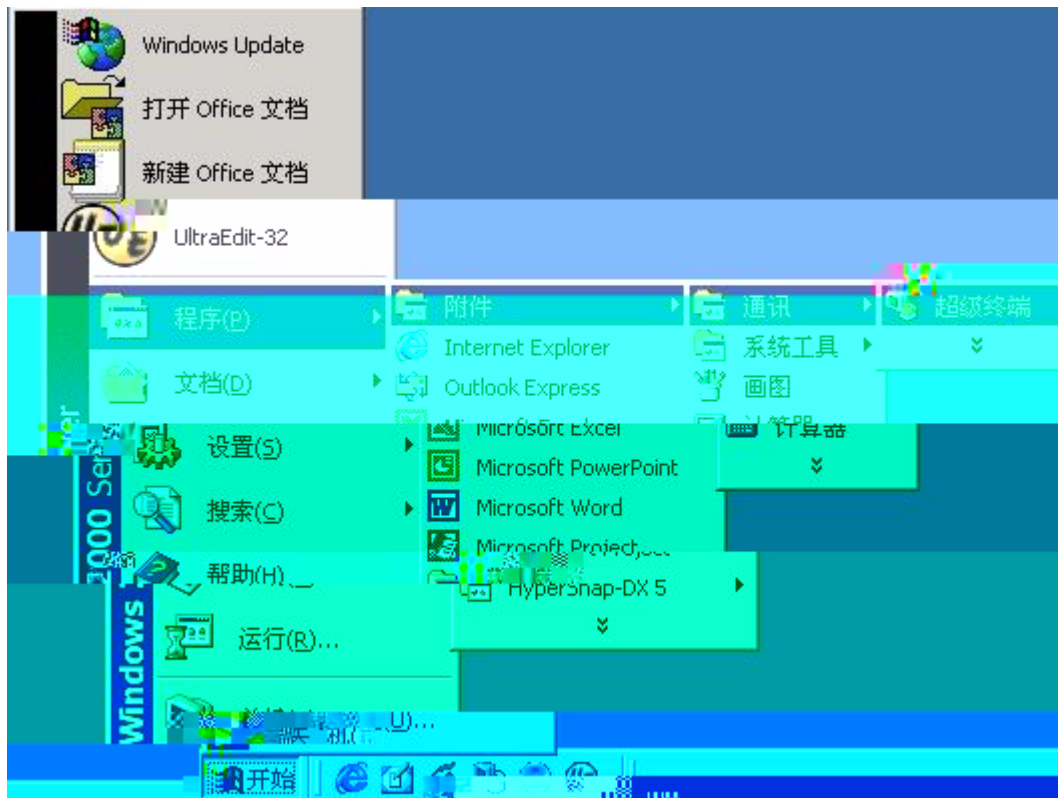 Windows Update
打开 Office 文档
新建 Office 文档
UltraEdit-32
程序(P)
文档(D)
设置(S)
搜索(C)
帮助(H)
运行(R)...
附件
Internet Explorer
Outlook Express
Microsoft Excel
Microsoft PowerPoint
Microsoft Word
Microsoft Project
HyperSnap-DX 5
通讯
系统工具
画图
计算器
超级终端
Windows
开始